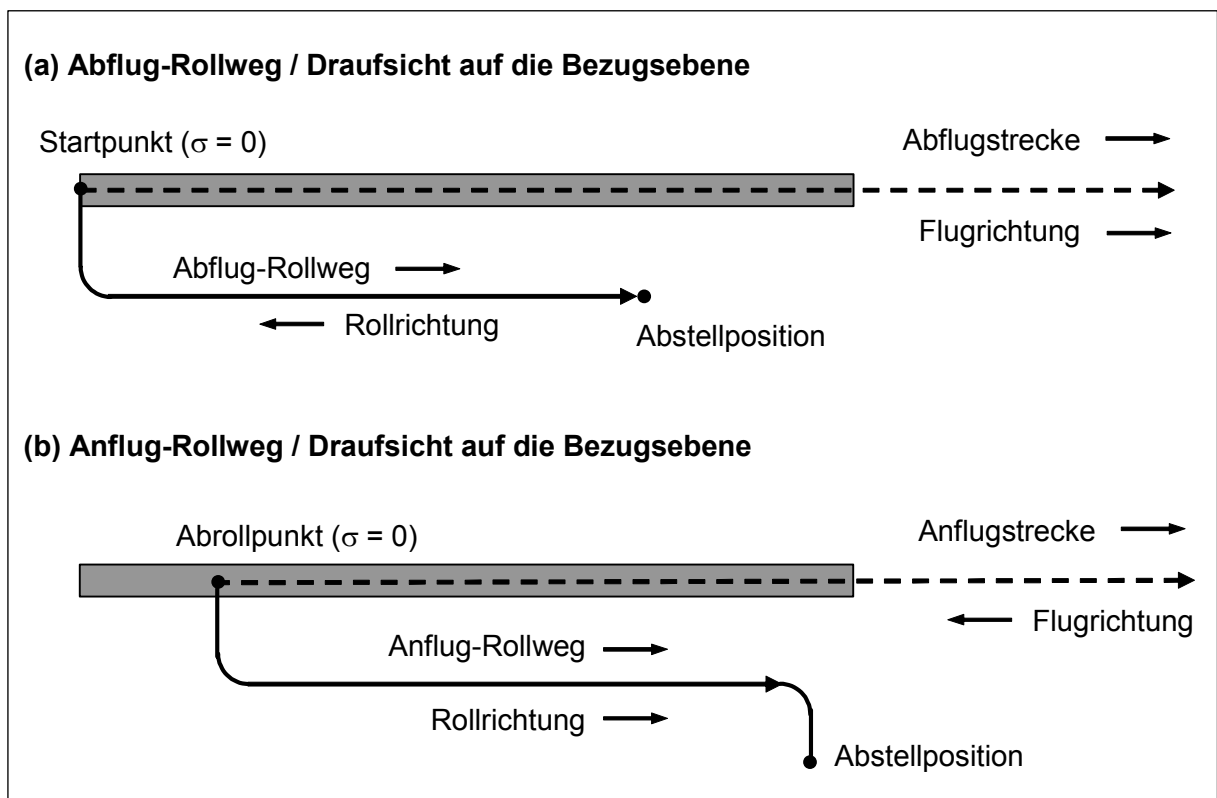 (a) Abflug-Rollweg / Draufsicht auf die Bezugsebene
Startpunkt (σ = 0)
Abflugstrecke
Flugrichtung
Abflug-Rollweg
Rollrichtung
Abstellposition
(b) Anflug-Rollweg / Draufsicht auf die Bezugsebene
Abrollpunkt (σ = 0)
Anflugstrecke
Flugrichtung
Anflug-Rollweg
Rollrichtung
Abstellposition